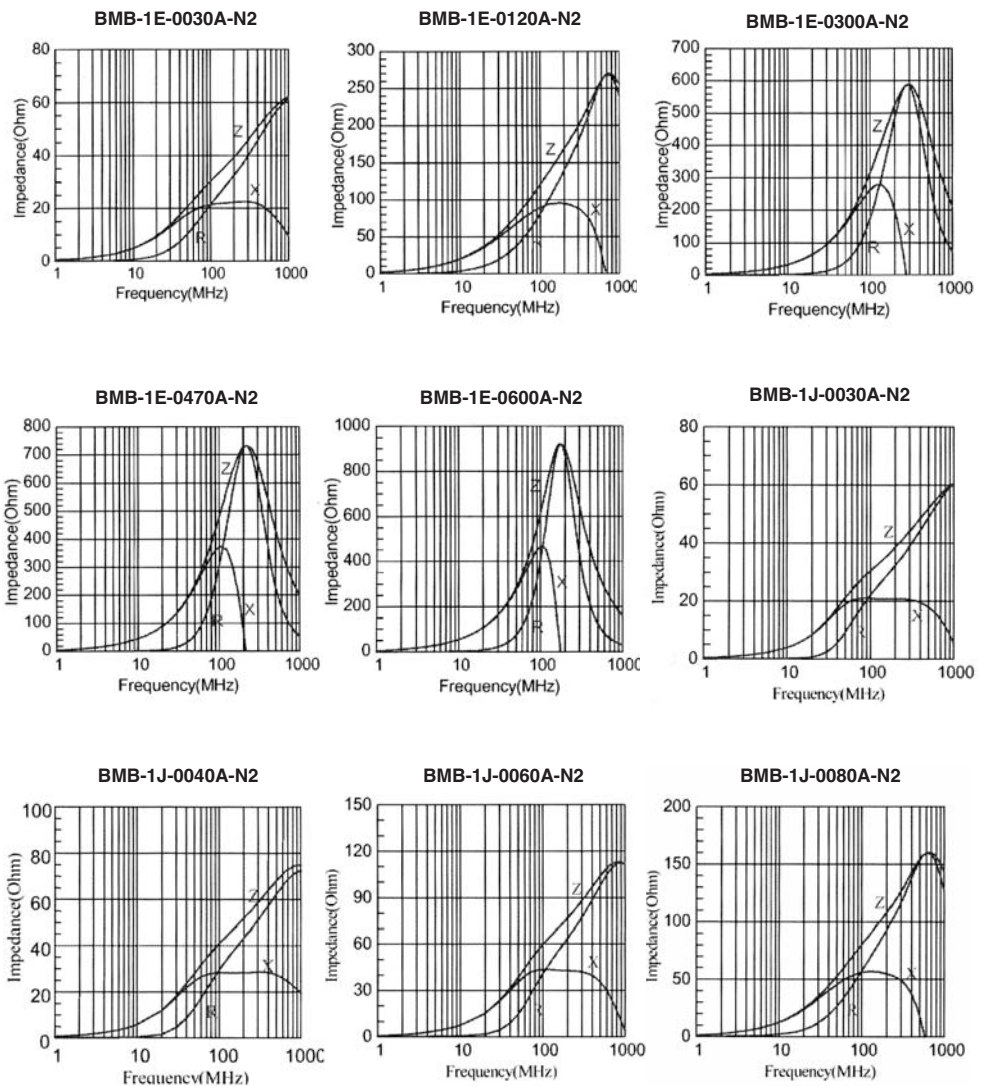 BMB-1E-0030A-N2
80
60
40
20
0
Impedance(Ohm)
Z
X
R
1 10 100 1000
Frequency(MHz)
BMB-1E-0120A-N2
300
250
200
150
100
50
0
Impedance(Ohm)
Z
X
1 10 100 1000
Frequency(MHz)
BMB-1E-0300A-N2
700
600
500
400
300
200
100
0
Impedance(Ohm)
Z
X
R
1 10 100 1000
Frequency(MHz)
BMB-1E-0470A-N2
800
700
600
500
400
300
200
100
0
Impedance(Ohm)
Z
R
X
1 10 100 1000
Frequency(MHz)
BMB-1E-0600A-N2
1000
800
600
400
200
0
Impedance(Ohm)
Z
X
R
1 10 100 1000
Frequency(MHz)
BMB-1J-0030A-N2
80
60
40
20
0
Impedance(Ohm)
Z
X
R
1 10 100 1000
Frequency(MHz)
BMB-1J-0040A-N2
100
80
60
40
20
0
Impedance(Ohm)
Z
X
R
1 10 100 1000
Frequency(MHz)
BMB-1J-0060A-N2
150
120
90
60
30
0
Impedance(Ohm)
Z
X
R
1 10 100 1000
Frequency(MHz)
BMB-1J-0080A-N2
200
150
100
50
0
Impedance(Ohm)
Z
X
R
1 10 100 1000
Frequency(MHz)